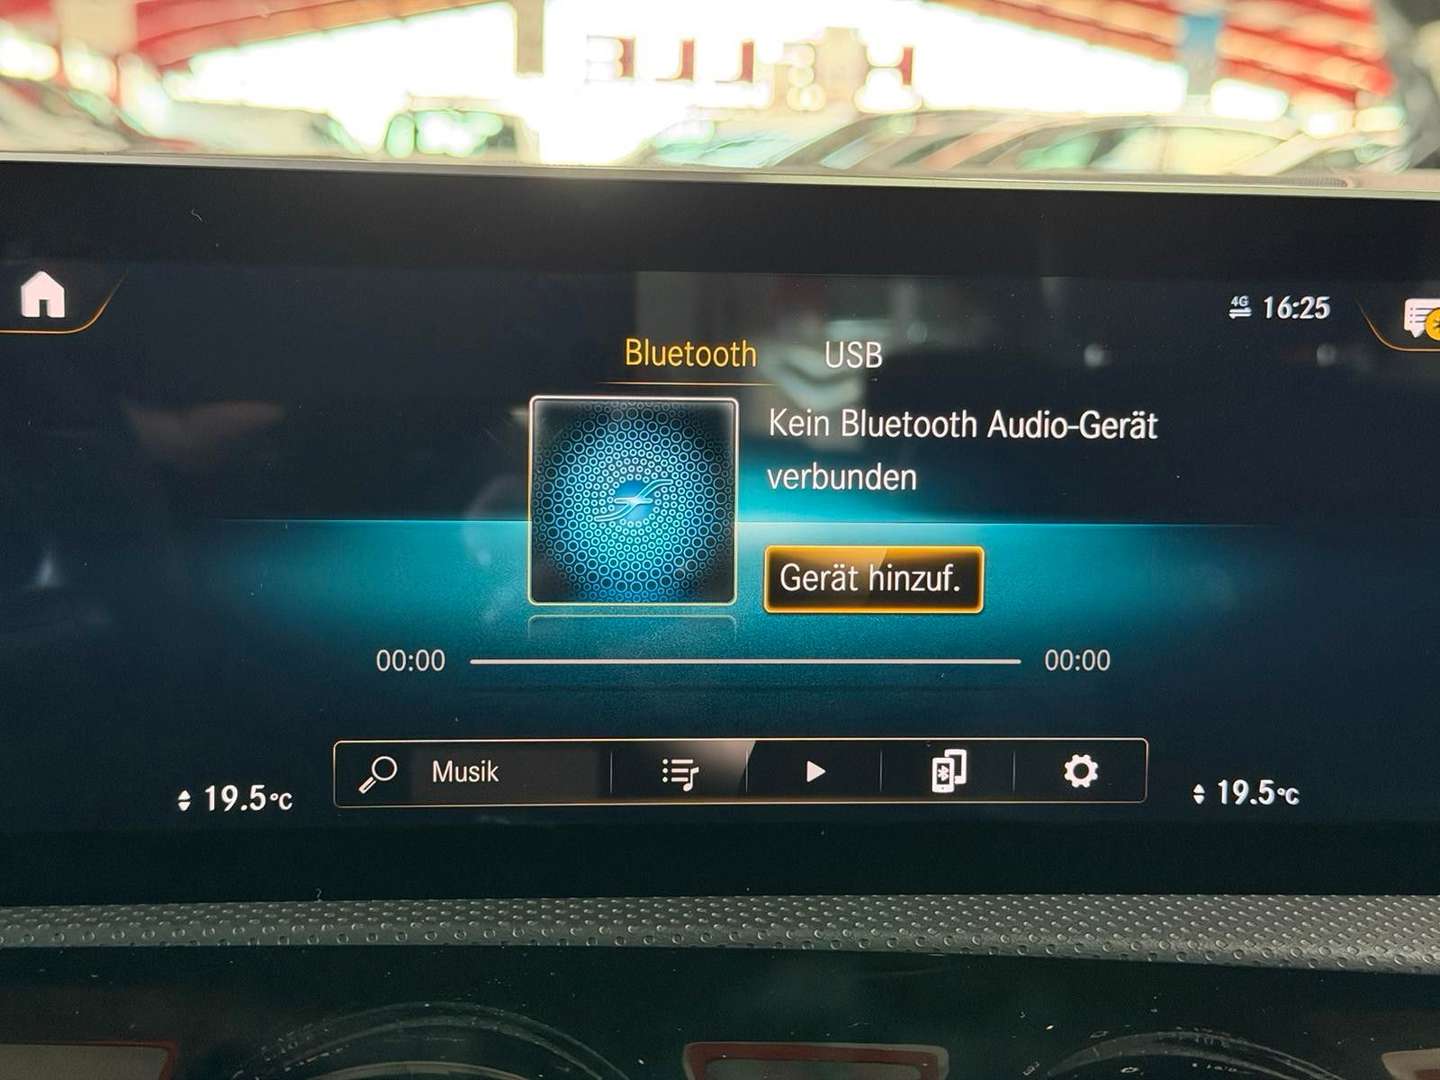 4G 16:25
Bluetooth USB
Kein Bluetooth Audio-Gerät
verbunden
Gerät hinzuf.
00:00 00:00
Musik
19.5°C 19.5°C